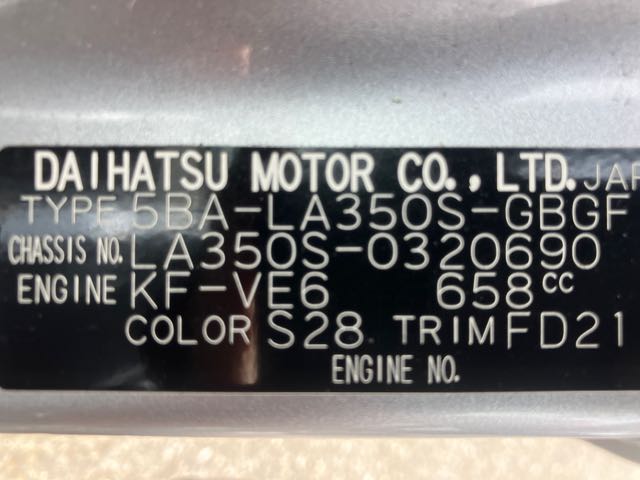 DAIHATSU MOTOR CO., LTD. JAP
TYPE 5BA-LA350S-GBGF
CHASSIS NO. LA350S-0320690
ENGINE KF-VE6 658cc
COLOR S28 TRIM FD21
ENGINE NO.